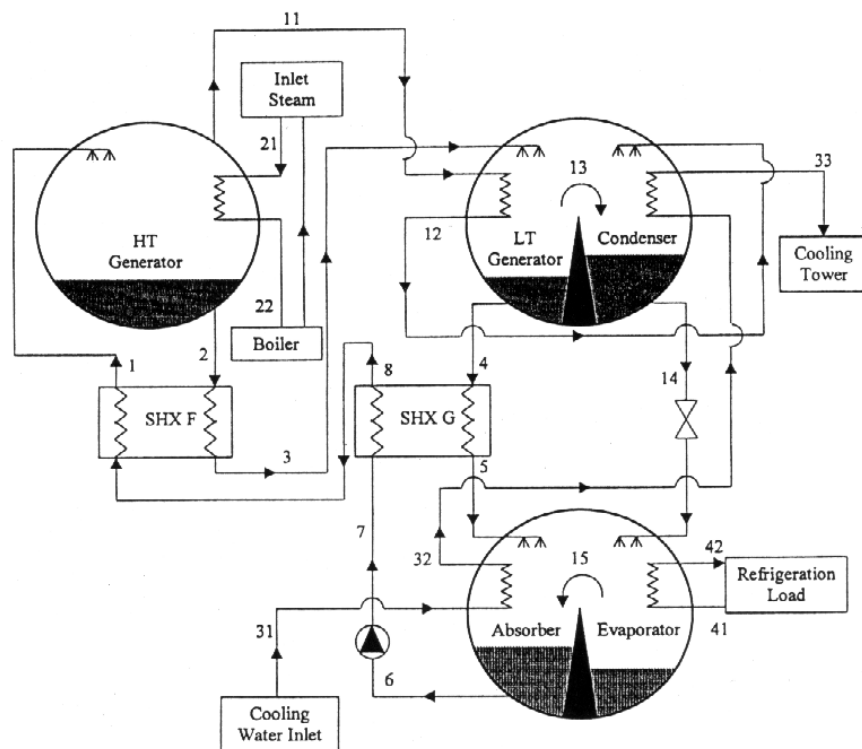 11
Inlet
Steam
21
33
13
HT
Generator
12
LT
Generator
Condenser
Cooling
Tower
22
Boiler
1
2
8
4
14
SHX F
SHX G
3
5
7
32
15
42
Refrigeration
Load
31
Absorber
Evaporator
41
6
Cooling
Water Inlet